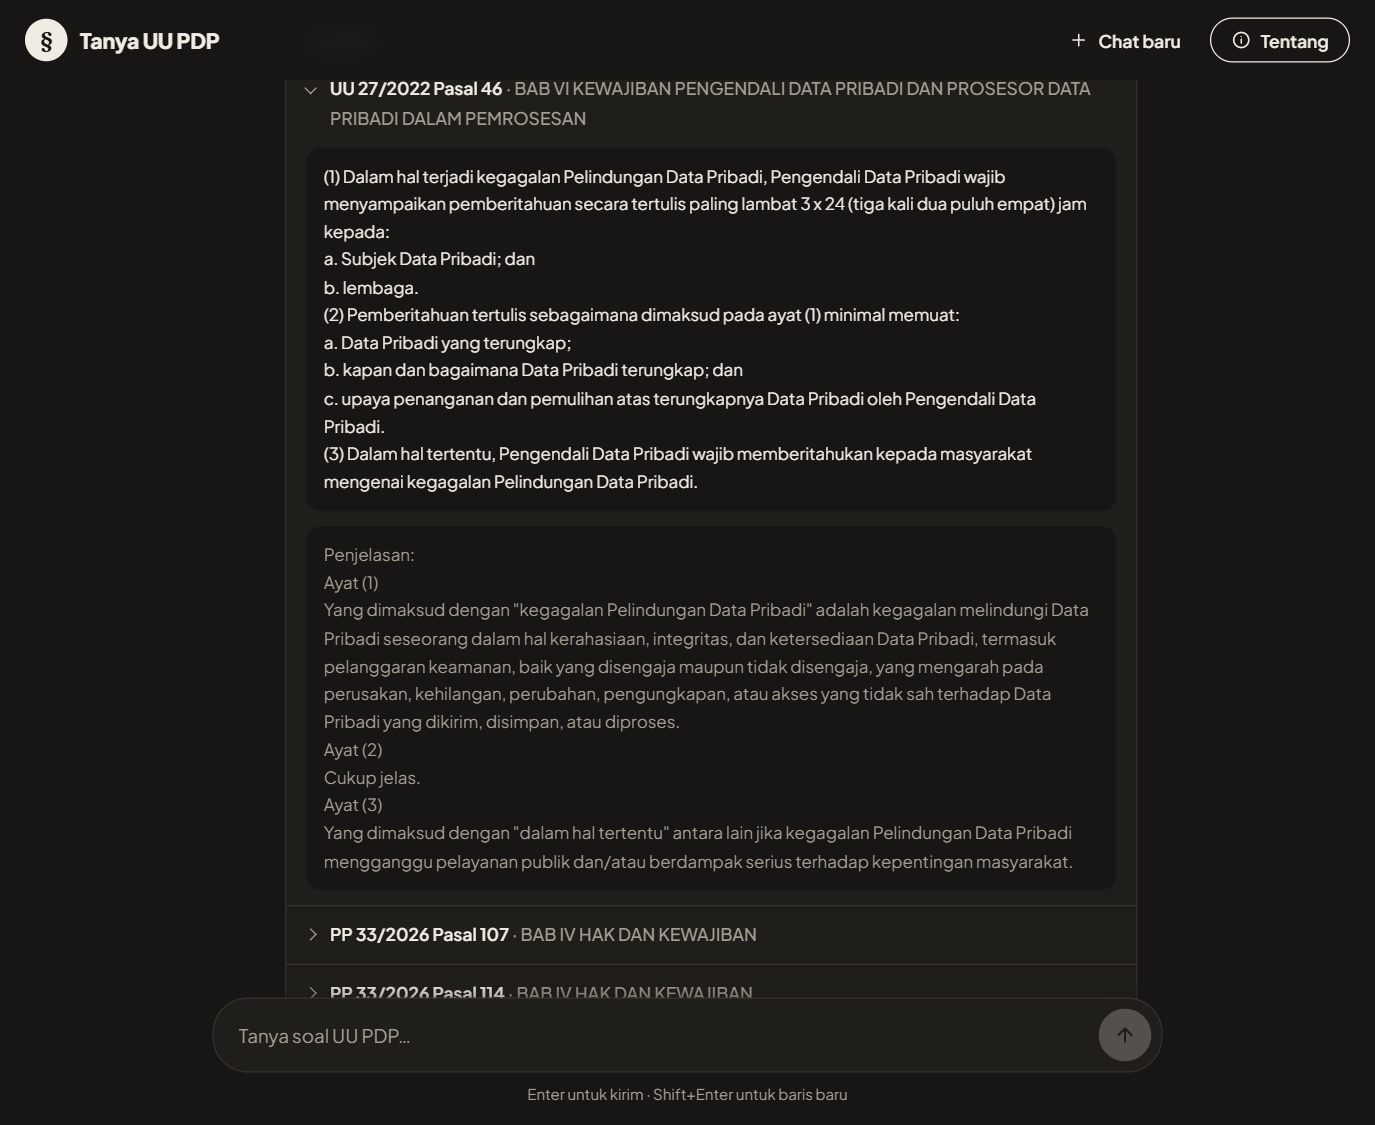 § Tanya UU PDP
+ Chat baru
Tentang
UU 27/2022 Pasal 46 · BAB VI KEWAJIBAN PENGENDALI DATA PRIBADI DAN PROSESOR DATA
PRIBADI DALAM PEMROSESAN
(1) Dalam hal terjadi kegagalan Pelindungan Data Pribadi, Pengendali Data Pribadi wajib
menyampaikan pemberitahuan secara tertulis paling lambat 3 x 24 (tiga kali dua puluh empat) jam
kepada:
a. Subjek Data Pribadi; dan
b. lembaga.
(2) Pemberitahuan tertulis sebagaimana dimaksud pada ayat (1) minimal memuat:
a. Data Pribadi yang terungkap;
b. kapan dan bagaimana Data Pribadi terungkap; dan
c. upaya penanganan dan pemulihan atas terungkapnya Data Pribadi oleh Pengendali Data
Pribadi.
(3) Dalam hal tertentu, Pengendali Data Pribadi wajib memberitahukan kepada masyarakat
mengenai kegagalan Pelindungan Data Pribadi.
Penjelasan:
Ayat (1)
Yang dimaksud dengan "kegagalan Pelindungan Data Pribadi" adalah kegagalan melindungi Data
Pribadi seseorang dalam hal kerahasiaan, integritas, dan ketersediaan Data Pribadi, termasuk
pelanggaran keamanan, baik yang disengaja maupun tidak disengaja, yang mengarah pada
perusakan, kehilangan, perubahan, pengungkapan, atau akses yang tidak sah terhadap Data
Pribadi yang dikirim, disimpan, atau diproses.
Ayat (2)
Cukup jelas.
Ayat (3)
Yang dimaksud dengan "dalam hal tertentu" antara lain jika kegagalan Pelindungan Data Pribadi
mengganggu pelayanan publik dan/atau berdampak serius terhadap kepentingan masyarakat.
PP 33/2026 Pasal 107 · BAB IV HAK DAN KEWAJIBAN
PP 33/2026 Pasal 114 · BAB IV HAK DAN KEWAJIBAN
Tanya soal UU PDP...
Enter untuk kirim · Shift+Enter untuk baris baru